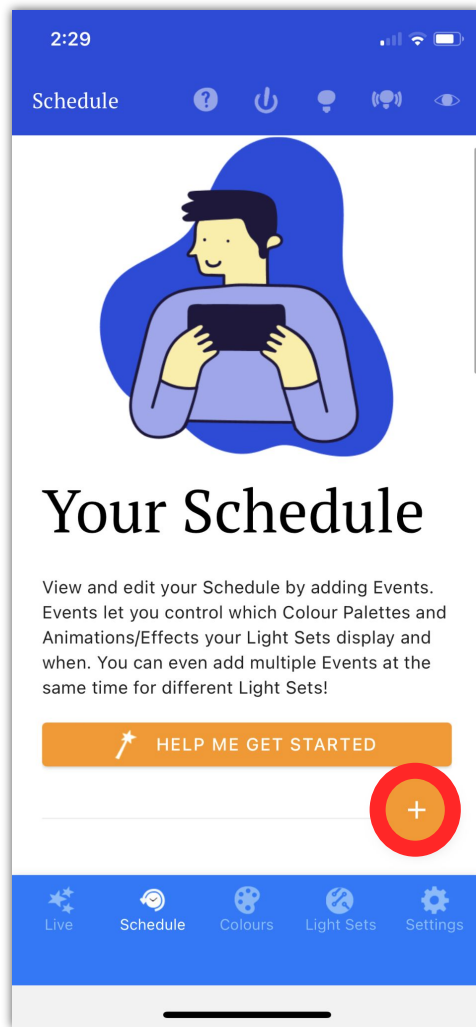 2:29
Schedule
Your Schedule
View and edit your Schedule by adding Events.
Events let you control which Colour Palettes and
Animations/Effects your Light Sets display and
when. You can even add multiple Events at the
same time for different Light Sets!
HELP ME GET STARTED
+
Live Schedule Colours Light Sets Settings